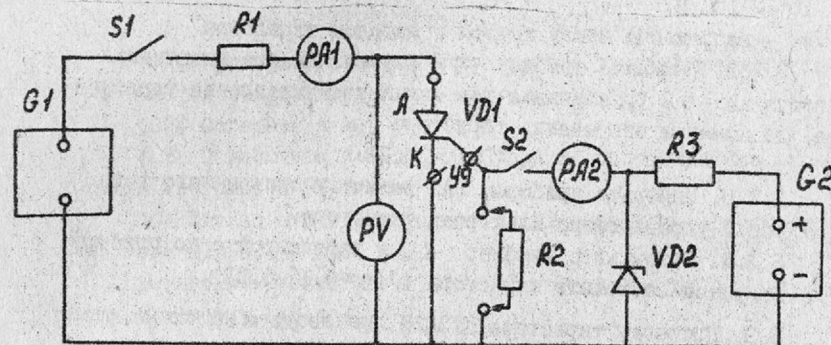 S1
R1
PA1
G1
A
VD1
К
УЭ
S2
PA2
R3
G2
PV
R2
VD2
+
-